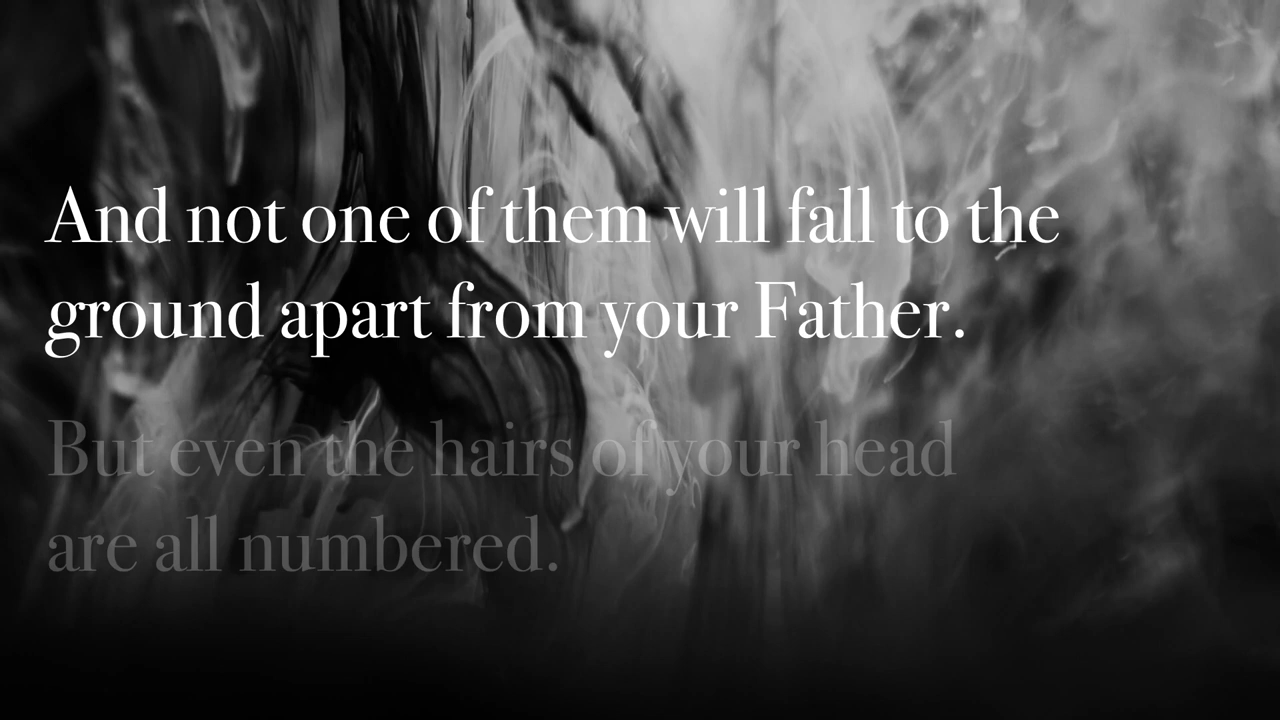 And not one of them will fall to the
ground apart from your Father.
But even the hairs of your head
are all numbered.